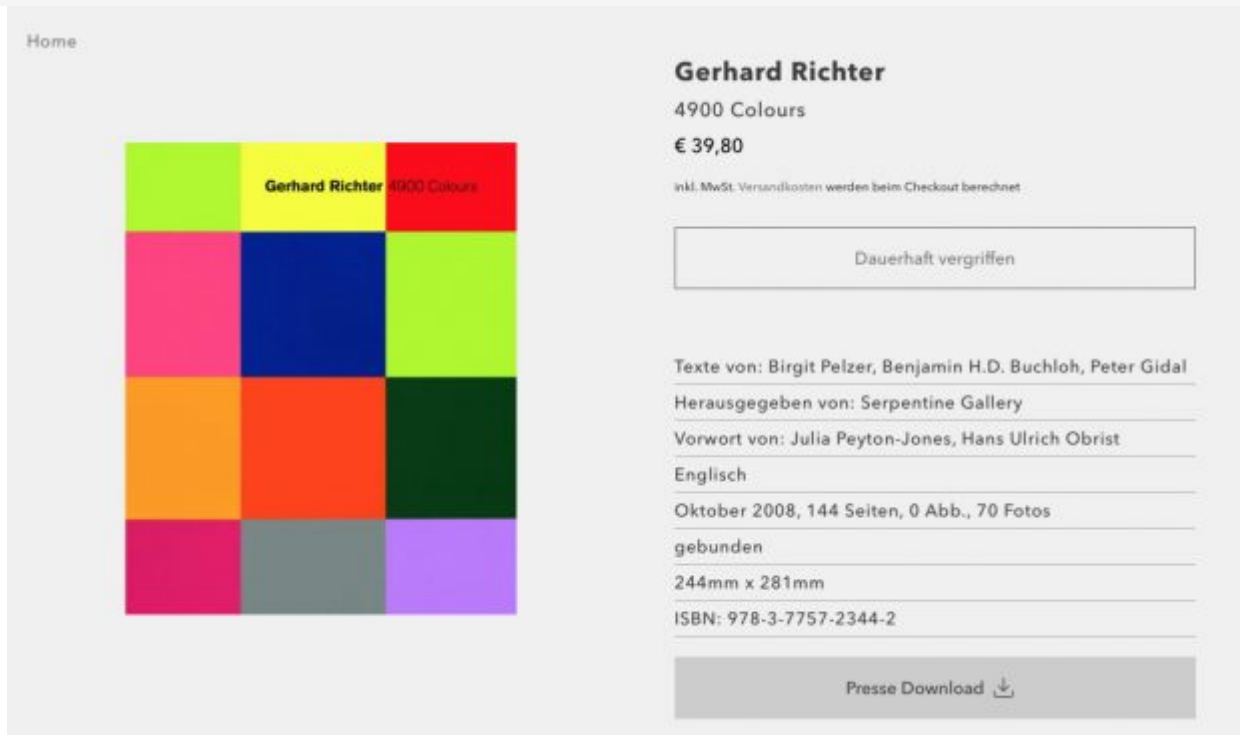 Home
Gerhard Richter 4900 Colours
Gerhard Richter
4900 Colours
€ 39,80
inkl. MwSt. Versandkosten werden beim Checkout berechnet
Dauerhaft vergriffen
Texte von: Birgit Pelzer, Benjamin H.D. Buchloh, Peter Gidal
Herausgegeben von: Serpentine Gallery
Vorwort von: Julia Peyton-Jones, Hans Ulrich Obrist
Englisch
Oktober 2008, 144 Seiten, 0 Abb., 70 Fotos
gebunden
244mm x 281mm
ISBN: 978-3-7757-2344-2
Presse Download